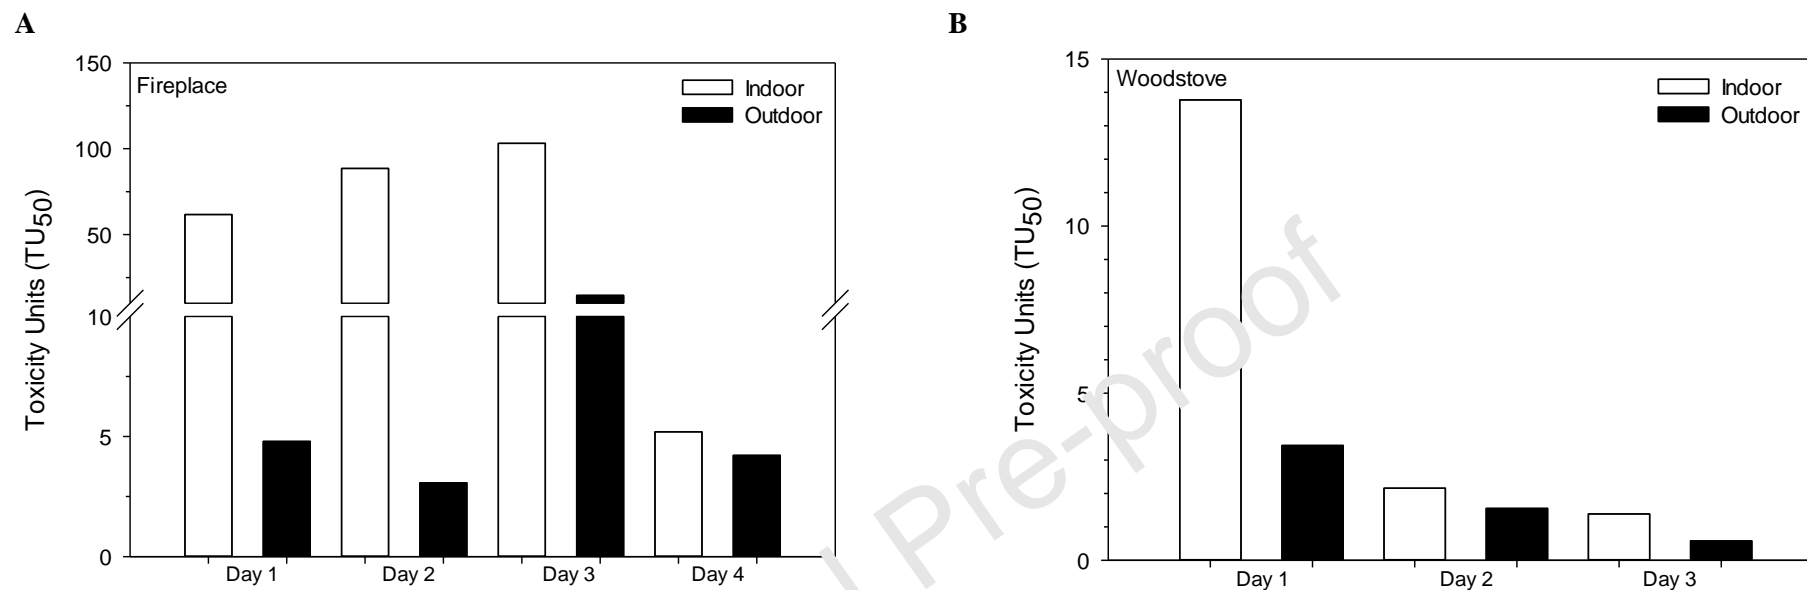 A
Fireplace
Indoor
Outdoor
150
100
50
10
5
0
Toxicity Units (TU50)
Day 1 Day 2 Day 3 Day 4
B
Woodstove
Indoor
Outdoor
15
10
5
0
Toxicity Units (TU50)
Day 1 Day 2 Day 3
Pre-proof